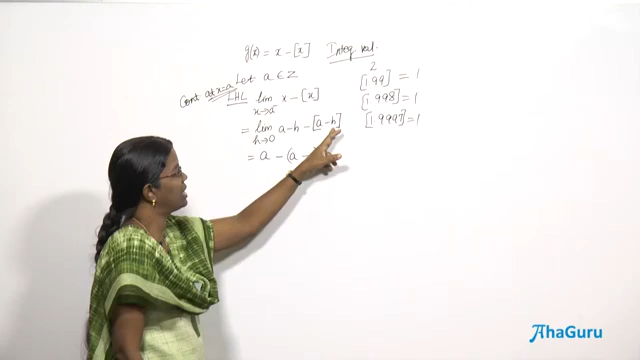 g(x) = x - [x] Integ val.
Cont at x=a Let a ∈ Z
LHL lim x→a⁻ x - [x]
= lim h→0 a-h - [a-h]
= a - (a -
2
[1.99] = 1
[1.998] = 1
[1.9997] = 1
AhaGuru